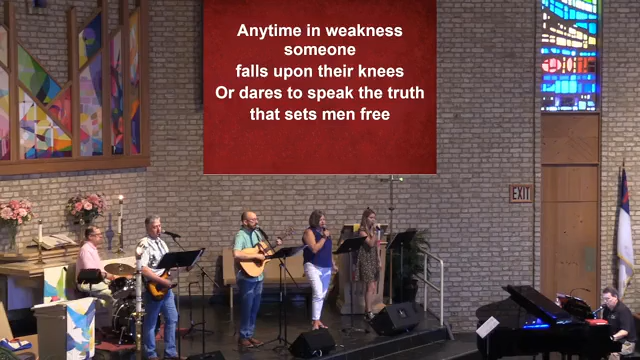 Anytime in weakness
someone
falls upon their knees
Or dares to speak the truth
that sets men free
EXIT